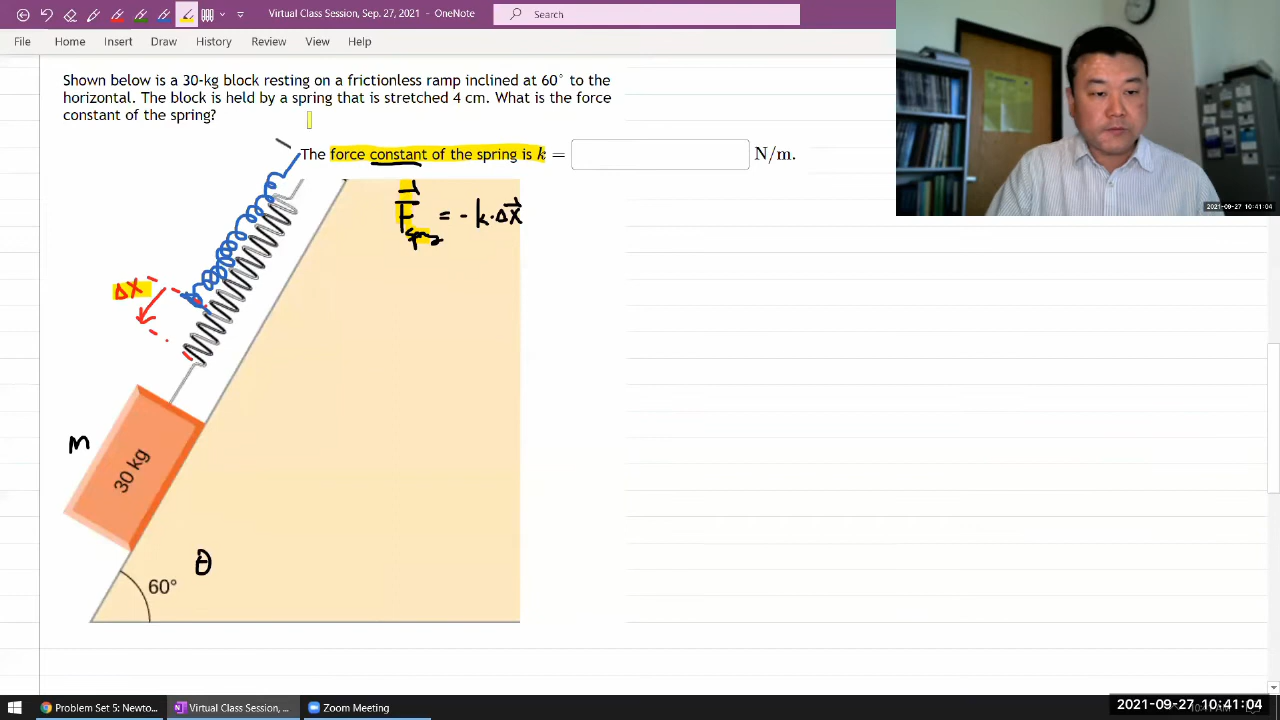 Virtual Class Session, Sep. 27, 2021 - OneNote
Search
File Home Insert Draw History Review View Help
Shown below is a 30-kg block resting on a frictionless ramp inclined at 60° to the
horizontal. The block is held by a spring that is stretched 4 cm. What is the force
constant of the spring?
The force constant of the spring is k = N/m.
F spring = - k · Δx
Δx
m
30 kg
θ
60°
2021-09-27 10:41:04
Problem Set 5: Newto...
Virtual Class Session, ...
Zoom Meeting
2021-09-27 10:41:04